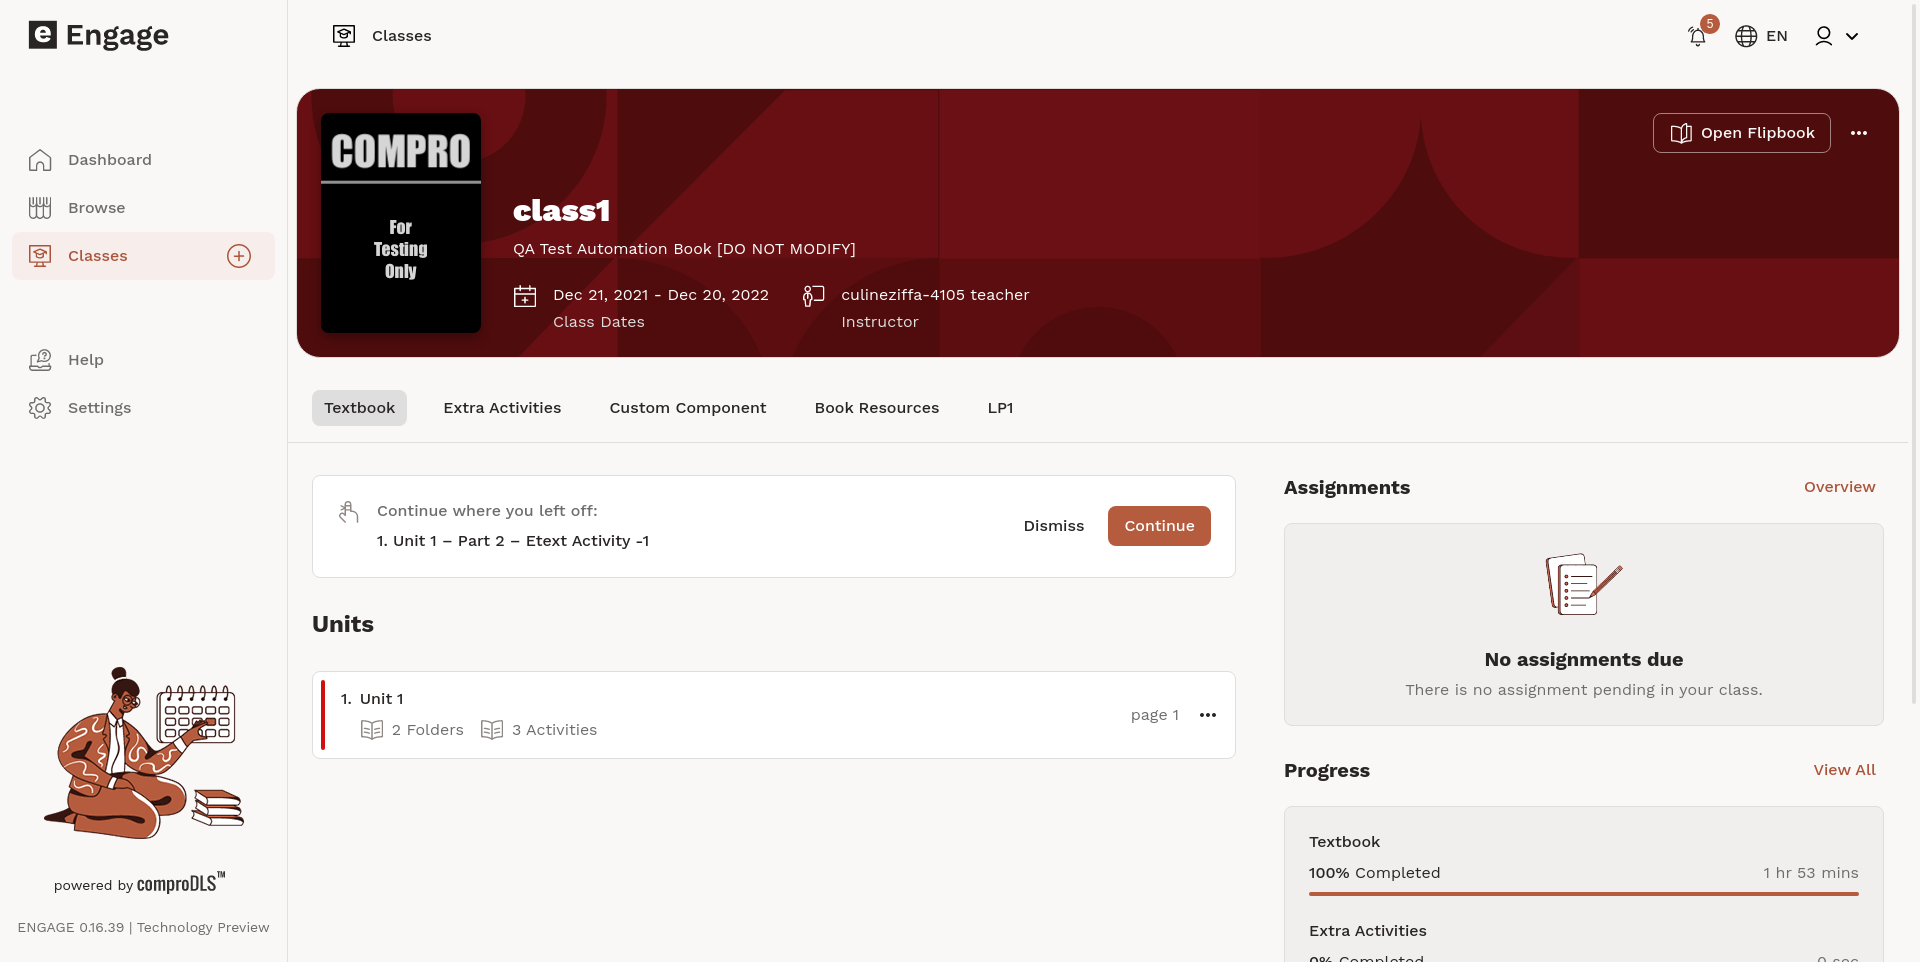 e Engage
Classes
5
EN
Dashboard
Browse
Classes
Help
Settings
powered by comproDLS™
ENGAGE 0.16.39 | Technology Preview
COMPRO
For
Testing
Only
Open Flipbook
class1
QA Test Automation Book [DO NOT MODIFY]
Dec 21, 2021 - Dec 20, 2022
Class Dates
culineziffa-4105 teacher
Instructor
Textbook
Extra Activities
Custom Component
Book Resources
LP1
Continue where you left off:
1. Unit 1 – Part 2 – Etext Activity -1
Dismiss
Continue
Units
1. Unit 1
2 Folders
3 Activities
page 1
Assignments
Overview
No assignments due
There is no assignment pending in your class.
Progress
View All
Textbook
100% Completed
1 hr 53 mins
Extra Activities
0% Completed
0 sec